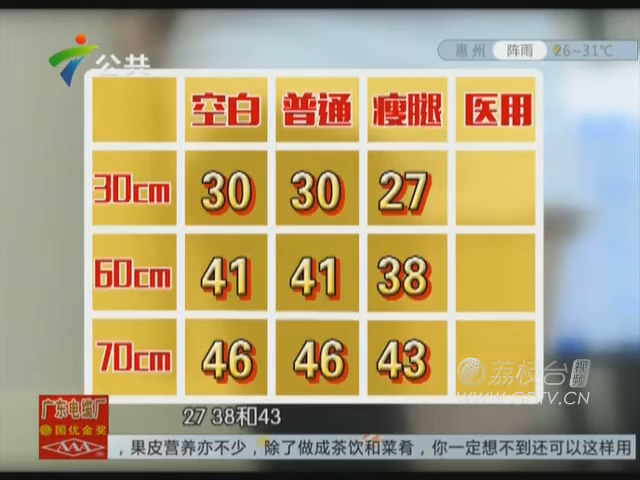 公共
惠州 阵雨 26-31℃
空白 普通 瘦腿 医用
30cm 30 30 27
60cm 41 41 38
70cm 46 46 43
荔枝台 视频
WWW.GDTV.CN
广东电缆厂
国优金奖
AAA
27 38和43
，果皮营养亦不少，除了做成茶饮和菜肴，你一定想不到还可以这样用